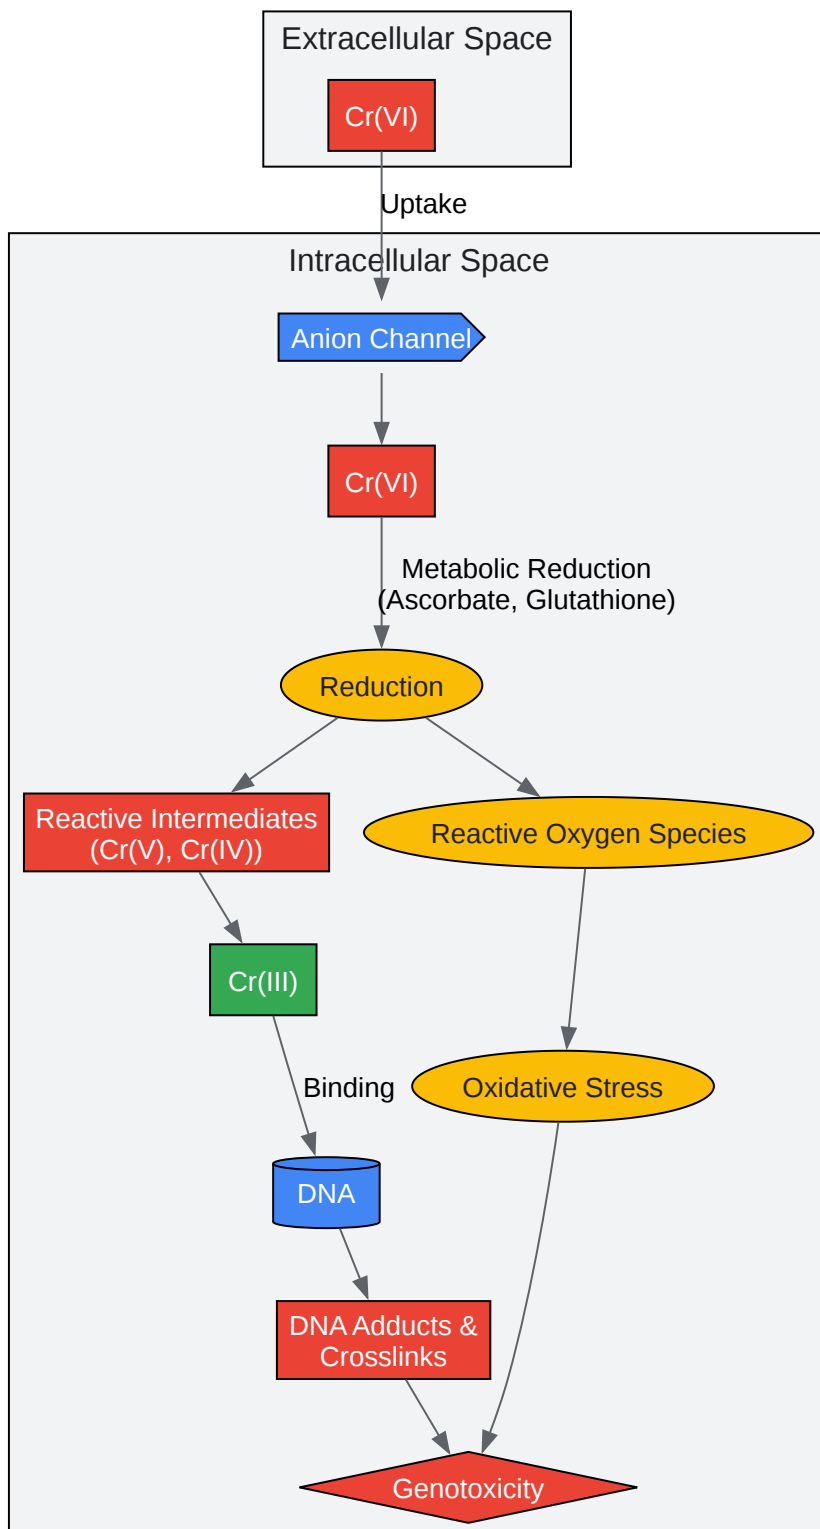 Extracellular Space
Cr(VI)
Uptake
Intracellular Space
Anion Channel
Cr(VI)
Metabolic Reduction
(Ascorbate, Glutathione)
Reduction
Reactive Intermediates
(Cr(V), Cr(IV))
Reactive Oxygen Species
Cr(III)
Binding
Oxidative Stress
DNA
DNA Adducts &
Crosslinks
Genotoxicity